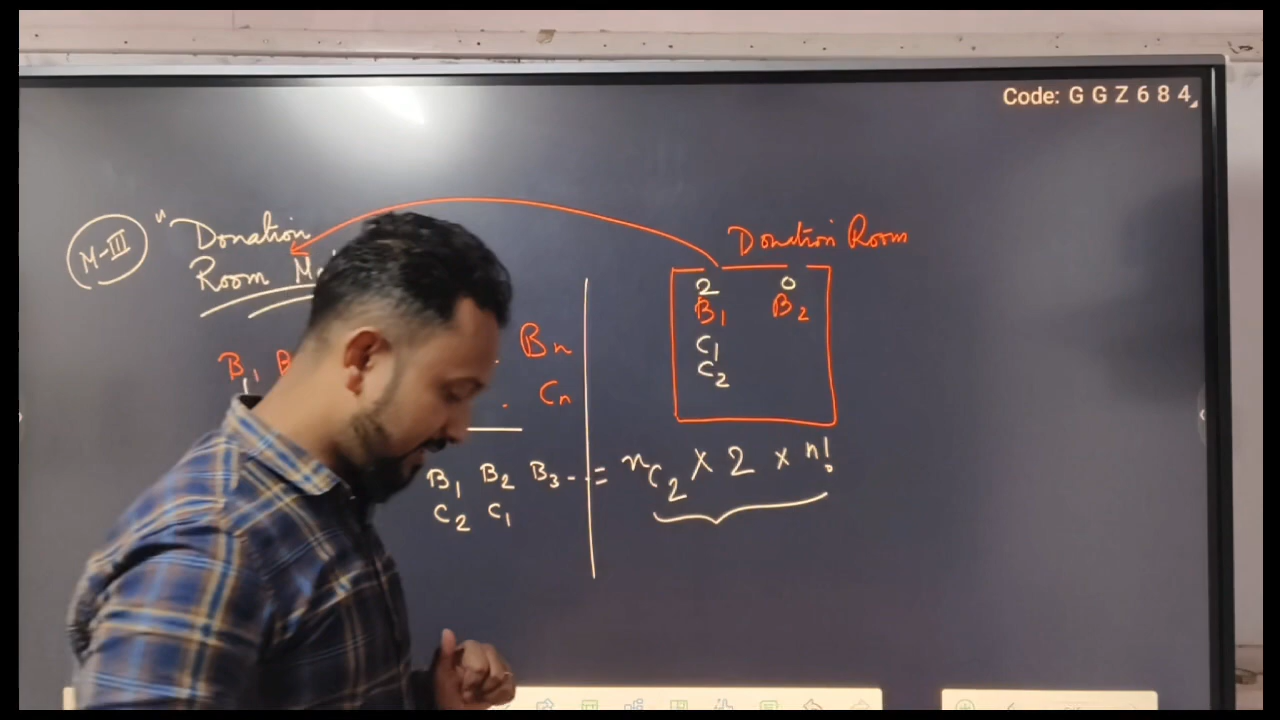 Code: G G Z 6 8 4
M-III "Donation
Room M
B1 B . Bn
. Cn
B1 B2 B3 - -
C2 C1
Donation Room
2 0
B1 B2
C1
C2
= nC2 × 2 × n!